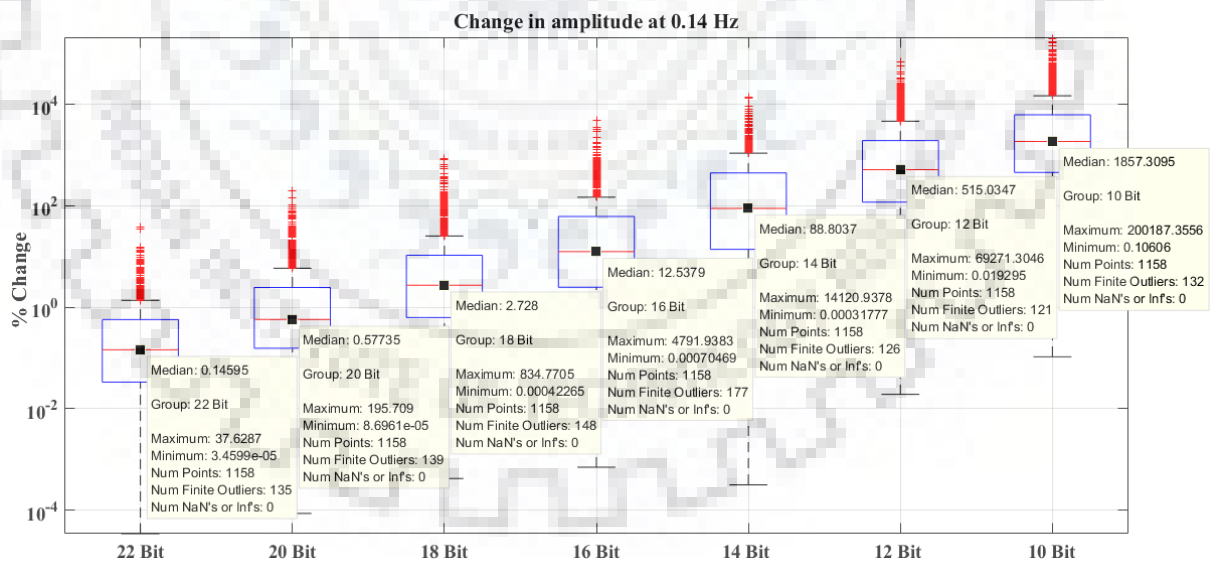 Change in amplitude at 0.14 Hz
% Change
10^4
10^2
10^0
10^-2
10^-4
Median: 0.14595
Group: 22 Bit
Maximum: 37.6287
Minimum: 3.4599e-05
Num Points: 1158
Num Finite Outliers: 135
Num NaN's or Inf's: 0
Median: 0.57735
Group: 20 Bit
Maximum: 195.709
Minimum: 8.6961e-05
Num Points: 1158
Num Finite Outliers: 139
Num NaN's or Inf's: 0
Median: 2.728
Group: 18 Bit
Maximum: 834.7705
Minimum: 0.00042265
Num Points: 1158
Num Finite Outliers: 148
Num NaN's or Inf's: 0
Median: 12.5379
Group: 16 Bit
Maximum: 4791.9383
Minimum: 0.00070469
Num Points: 1158
Num Finite Outliers: 177
Num NaN's or Inf's: 0
Median: 88.8037
Group: 14 Bit
Maximum: 14120.9378
Minimum: 0.00031777
Num Points: 1158
Num Finite Outliers: 126
Num NaN's or Inf's: 0
Median: 515.0347
Group: 12 Bit
Maximum: 69271.3046
Minimum: 0.019295
Num Points: 1158
Num Finite Outliers: 121
Num NaN's or Inf's: 0
Median: 1857.3095
Group: 10 Bit
Maximum: 200187.3556
Minimum: 0.10606
Num Points: 1158
Num Finite Outliers: 132
Num NaN's or Inf's: 0
22 Bit 20 Bit 18 Bit 16 Bit 14 Bit 12 Bit 10 Bit